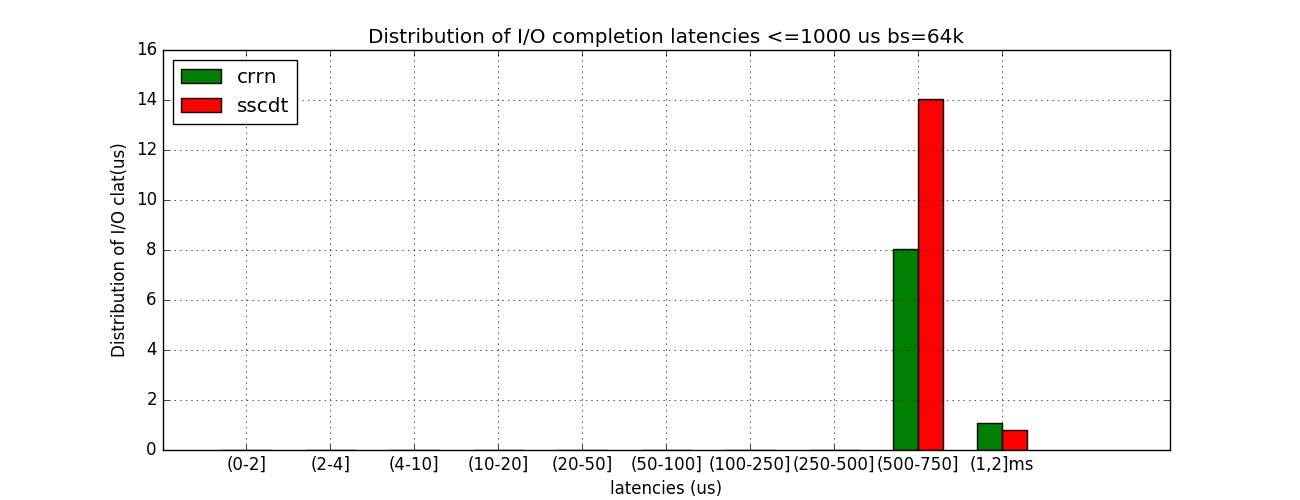 Distribution of I/O completion latencies <=1000 us bs=64k
16
14
12
10
8
6
4
2
0
Distribution of I/O clat(us)
crrn
sscdt
(0-2] (2-4] (4-10] (10-20] (20-50] (50-100] (100-250] (250-500] (500-750] (1,2]ms
latencies (us)